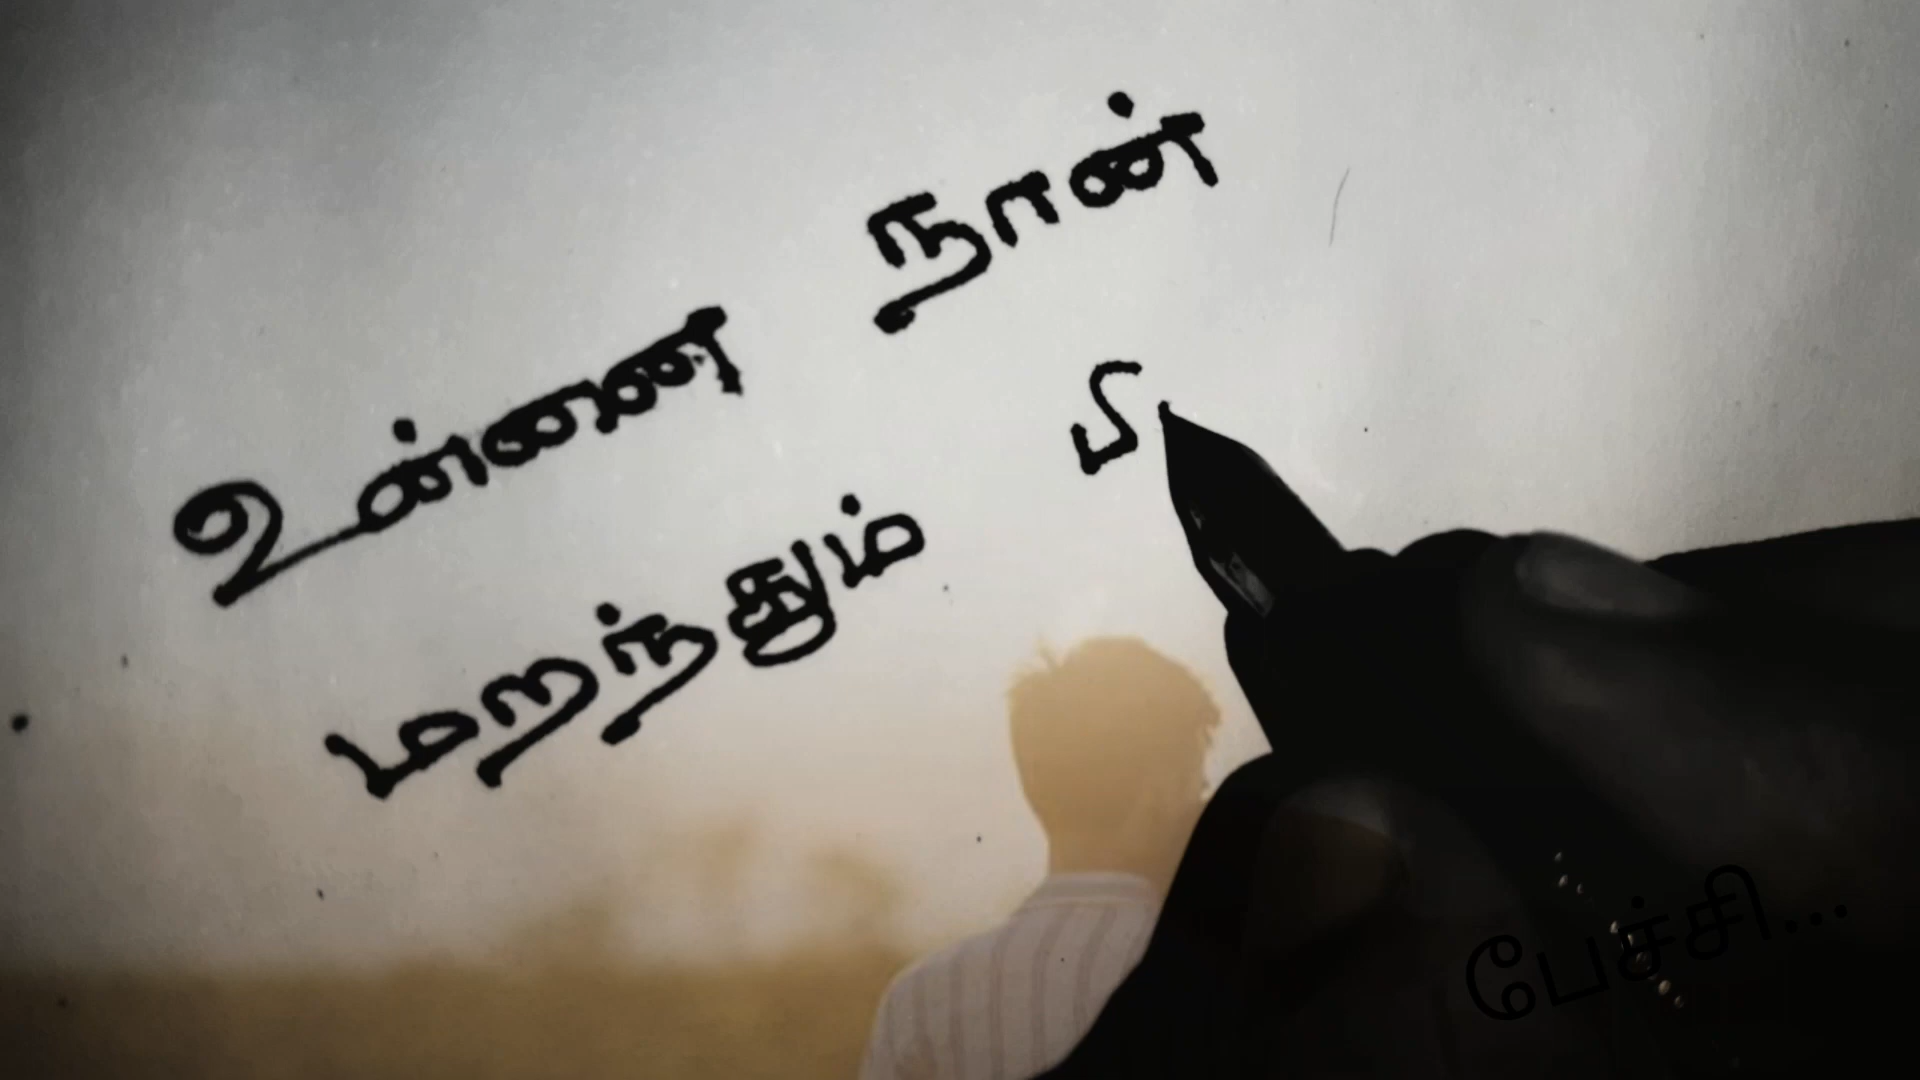 உன்னை நான்
மறந்தும் பி
பேச்சி...